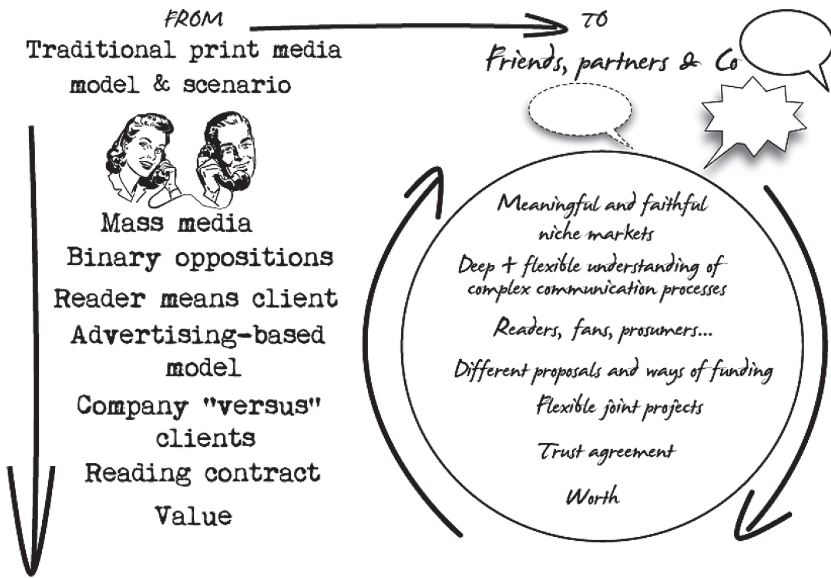 FROM
Traditional print media
model & scenario
Mass media
Binary oppositions
Reader means client
Advertising-based
model
Company "versus"
clients
Reading contract
Value
TO
Friends, partners & Co
Meaningful and faithful
niche markets
Deep + flexible understanding of
complex communication processes
Readers, fans, prosumers...
Different proposals and ways of funding
Flexible joint projects
Trust agreement
Worth